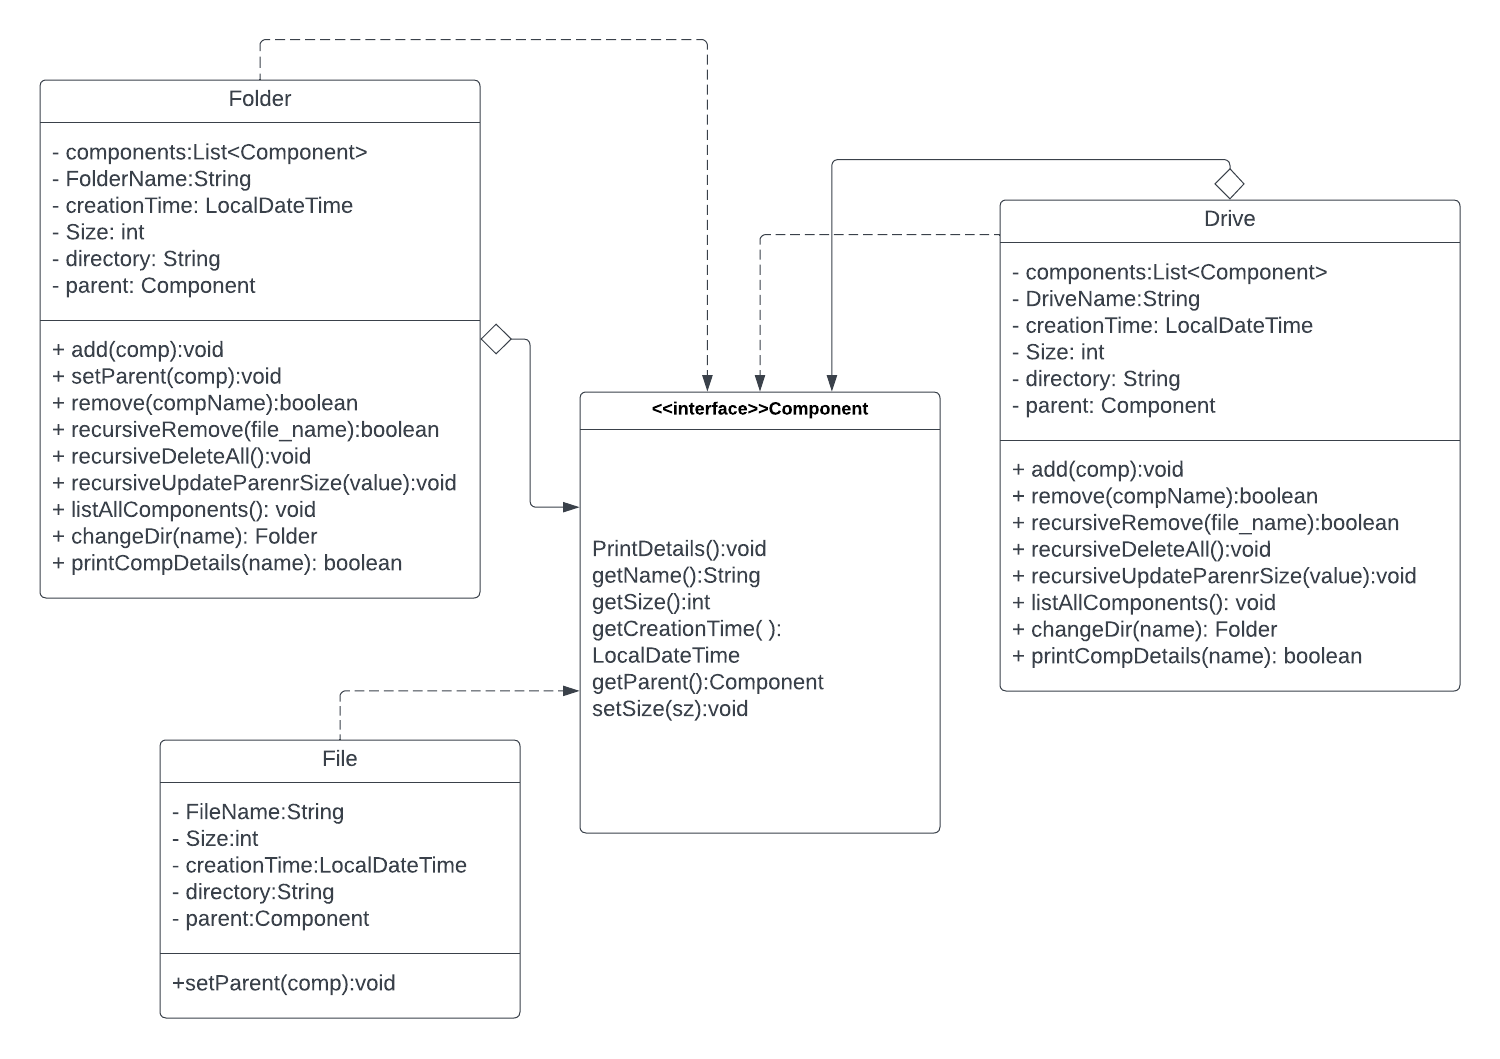 Folder
- components:List<Component>
- FolderName:String
- creationTime: LocalDateTime
- Size: int
- directory: String
- parent: Component
+ add(comp):void
+ setParent(comp):void
+ remove(compName):boolean
+ recursiveRemove(file_name):boolean
+ recursiveDeleteAll():void
+ recursiveUpdateParenrSize(value):void
+ listAllComponents(): void
+ changeDir(name): Folder
+ printCompDetails(name): boolean
Drive
- components:List<Component>
- DriveName:String
- creationTime: LocalDateTime
- Size: int
- directory: String
- parent: Component
+ add(comp):void
+ remove(compName):boolean
+ recursiveRemove(file_name):boolean
+ recursiveDeleteAll():void
+ recursiveUpdateParenrSize(value):void
+ listAllComponents(): void
+ changeDir(name): Folder
+ printCompDetails(name): boolean
<<interface>>Component
PrintDetails():void
getName():String
getSize():int
getCreationTime( ):
LocalDateTime
getParent():Component
setSize(sz):void
File
- FileName:String
- Size:int
- creationTime:LocalDateTime
- directory:String
- parent:Component
+setParent(comp):void